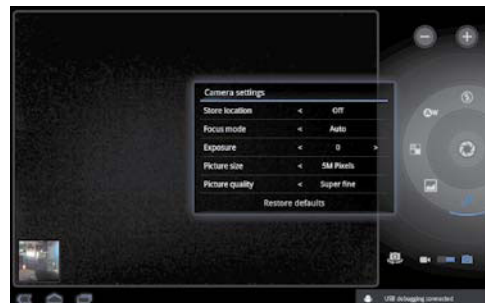 Camera settings
Store location < Off
Focus mode < Auto
Exposure < 0 >
Picture size < 5M Pixels
Picture quality < Super fine
Restore defaults
USB debugging connected